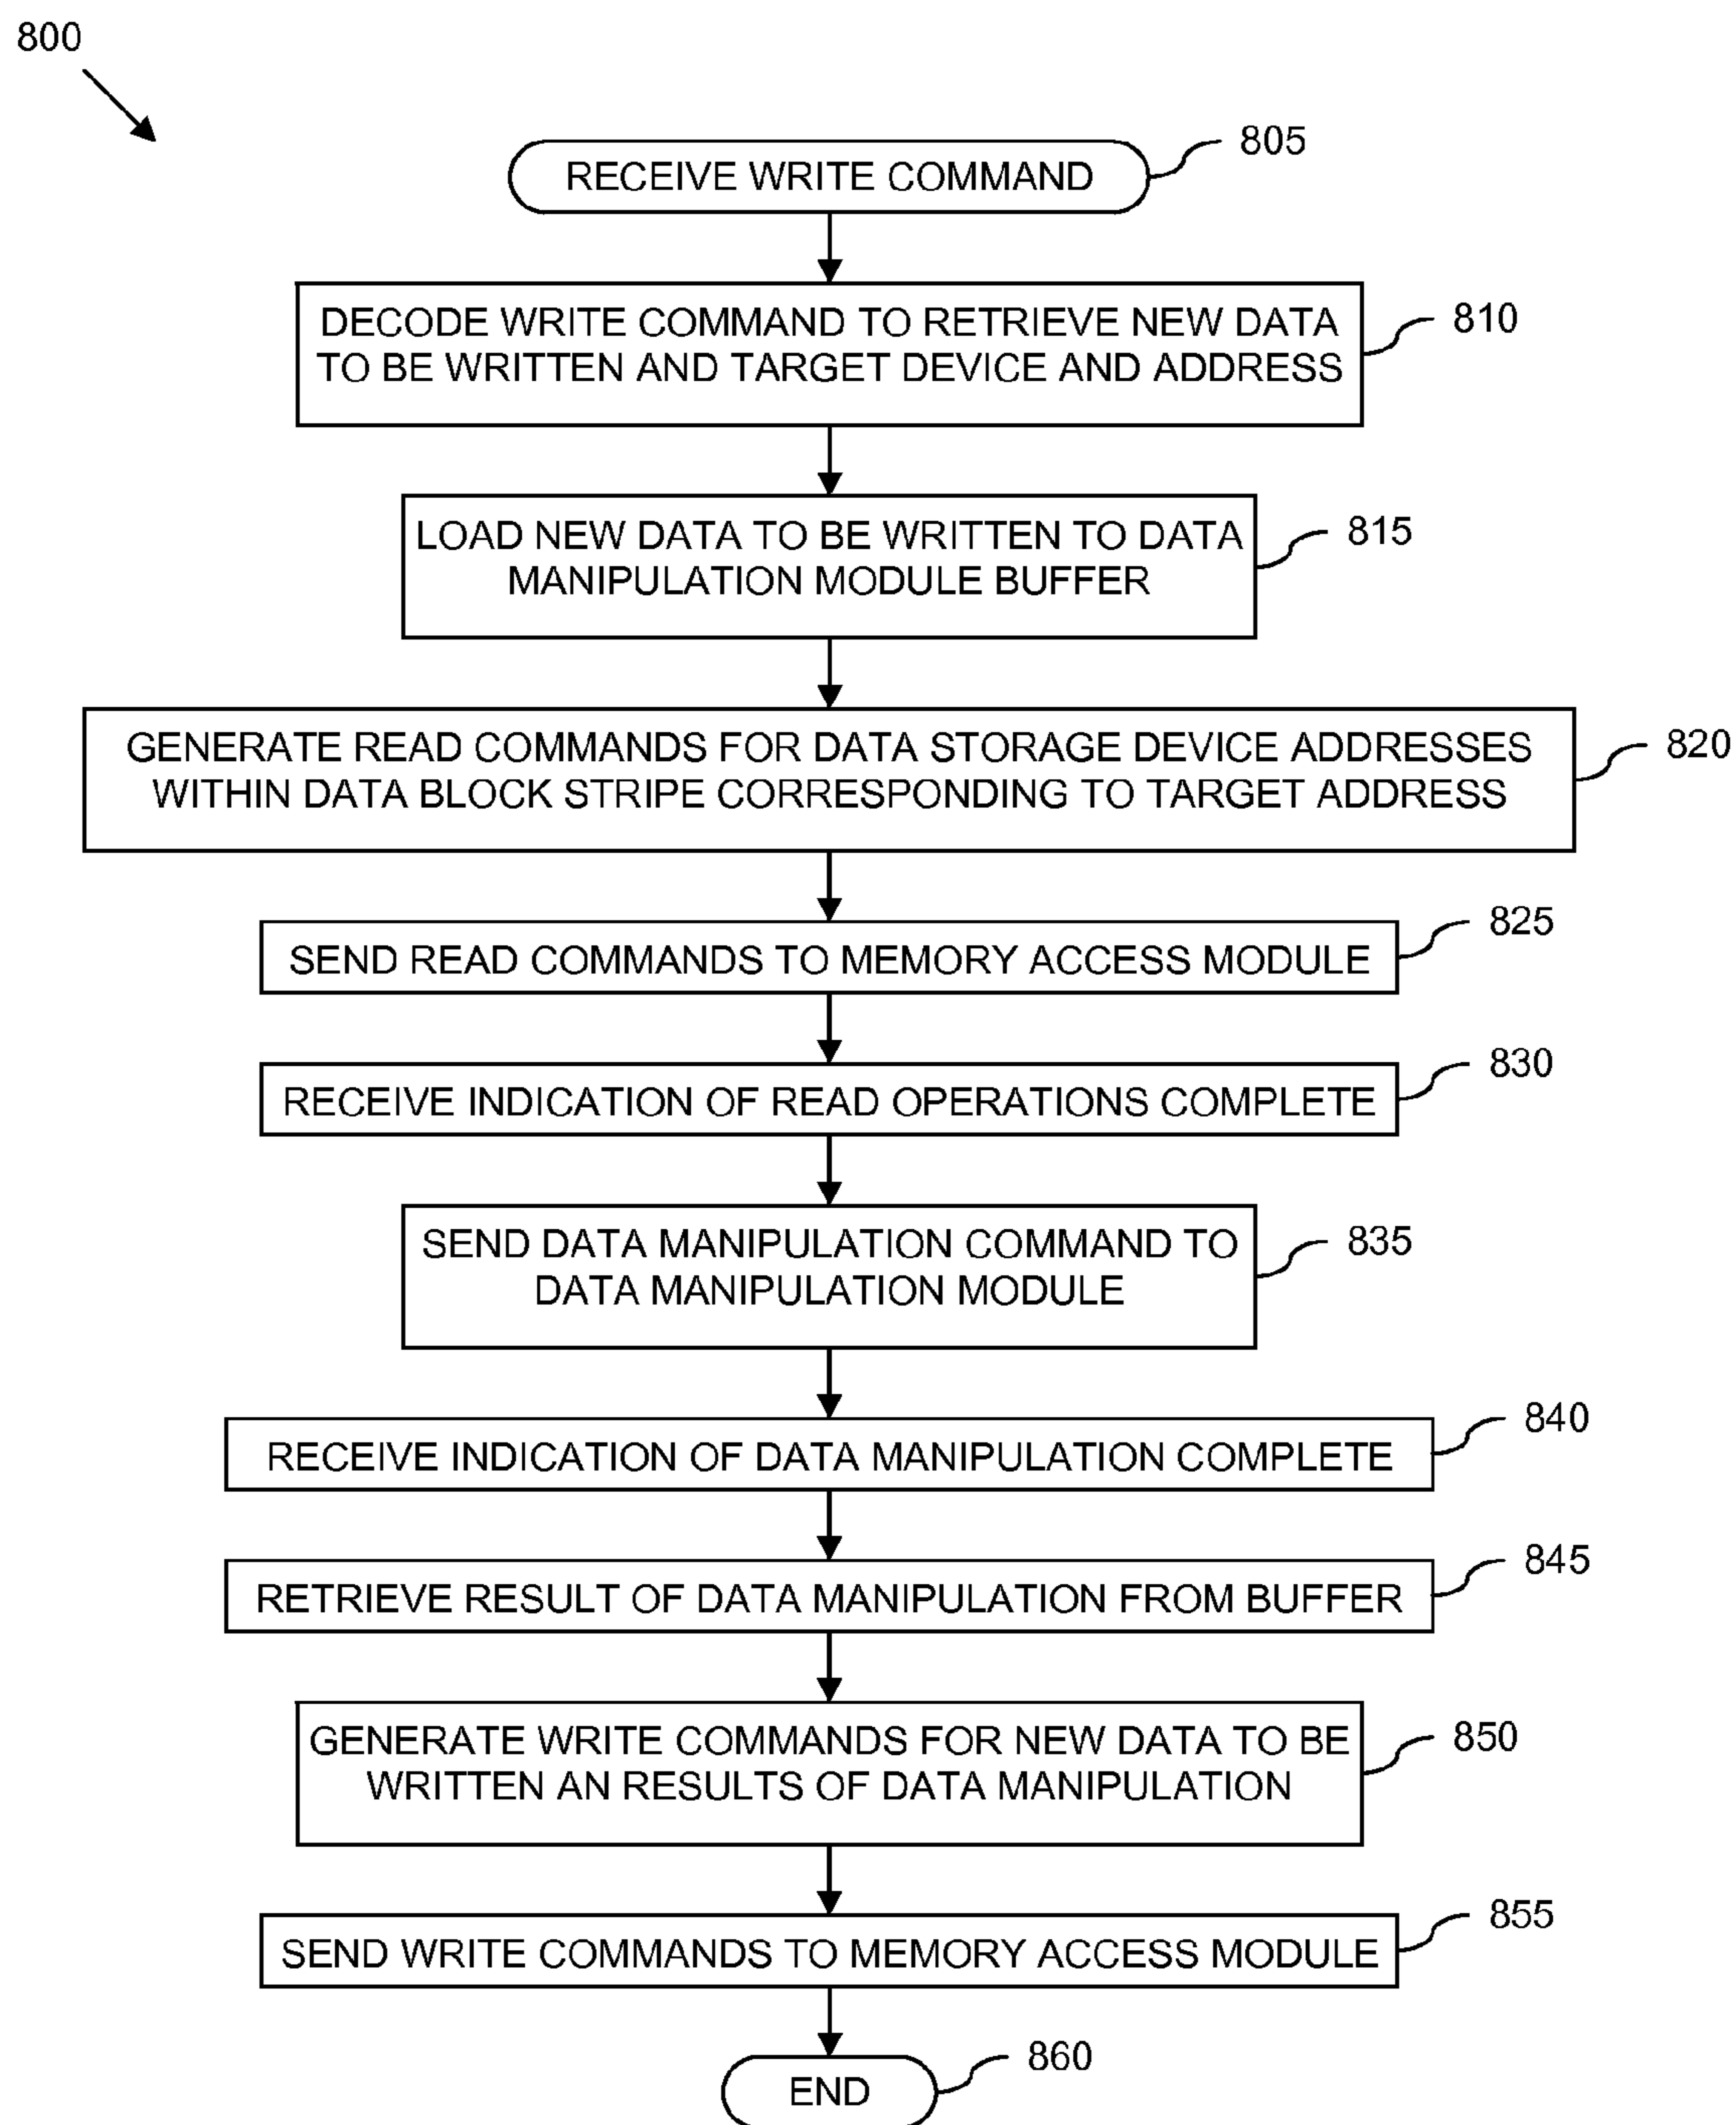 800
RECEIVE WRITE COMMAND
805
DECODE WRITE COMMAND TO RETRIEVE NEW DATA
TO BE WRITTEN AND TARGET DEVICE AND ADDRESS
810
LOAD NEW DATA TO BE WRITTEN TO DATA
MANIPULATION MODULE BUFFER
815
GENERATE READ COMMANDS FOR DATA STORAGE DEVICE ADDRESSES
WITHIN DATA BLOCK STRIPE CORRESPONDING TO TARGET ADDRESS
820
SEND READ COMMANDS TO MEMORY ACCESS MODULE
825
RECEIVE INDICATION OF READ OPERATIONS COMPLETE
830
SEND DATA MANIPULATION COMMAND TO
DATA MANIPULATION MODULE
835
RECEIVE INDICATION OF DATA MANIPULATION COMPLETE
840
RETRIEVE RESULT OF DATA MANIPULATION FROM BUFFER
845
GENERATE WRITE COMMANDS FOR NEW DATA TO BE
WRITTEN AN RESULTS OF DATA MANIPULATION
850
SEND WRITE COMMANDS TO MEMORY ACCESS MODULE
855
END
860